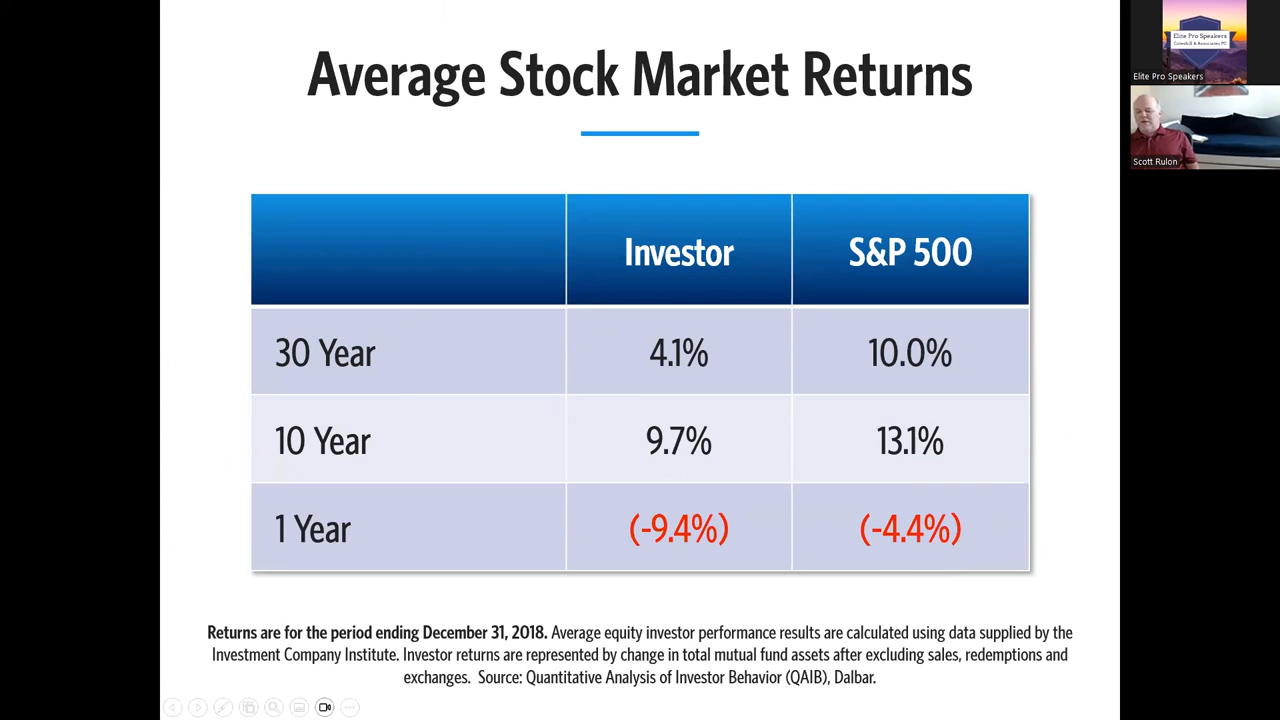 Average Stock Market Returns
Investor S&P 500
30 Year 4.1% 10.0%
10 Year 9.7% 13.1%
1 Year (-9.4%) (-4.4%)
Returns are for the period ending December 31, 2018. Average equity investor performance results are calculated using data supplied by the
Investment Company Institute. Investor returns are represented by change in total mutual fund assets after excluding sales, redemptions and
exchanges. Source: Quantitative Analysis of Investor Behavior (QAIB), Dalbar.
Elite Pro Speakers
& Associates PC
Elite Pro Speakers
Scott Rulon